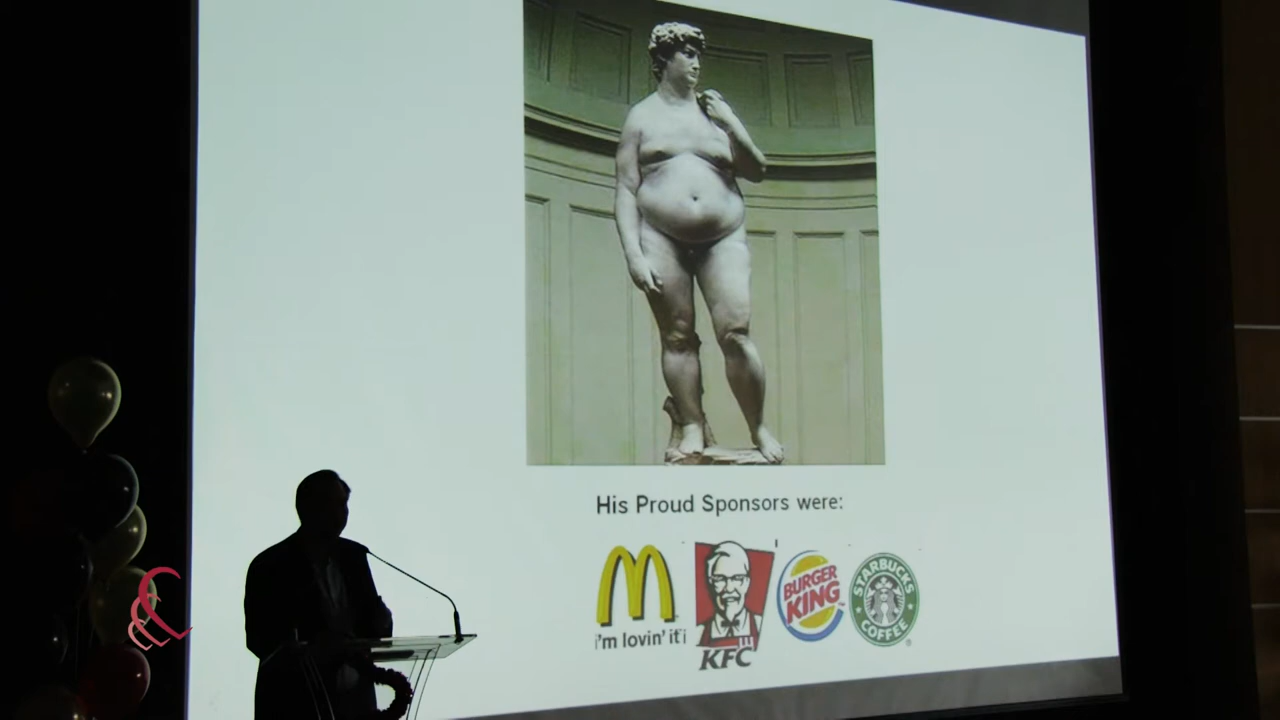 His Proud Sponsors were:
i'm lovin' it
KFC
BURGER
KING
STARBUCKS
COFFEE